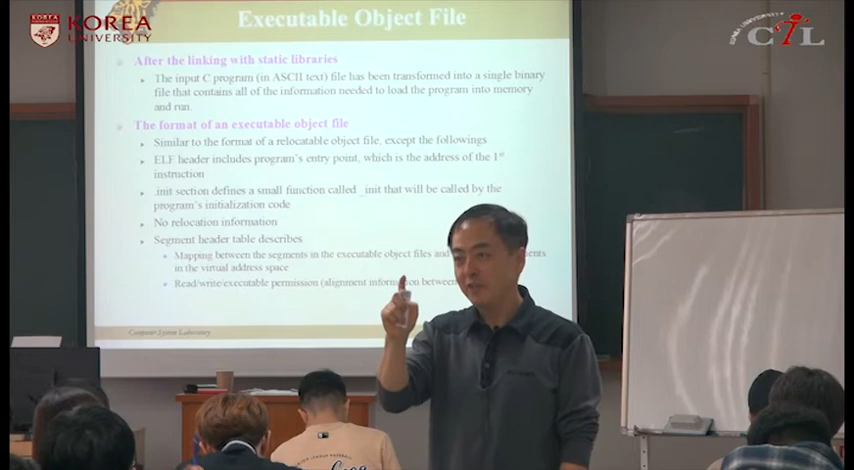 KOREA
UNIVERSITY
Executable Object File
CTL
After the linking with static libraries
The input C program (in ASCII text) file has been transformed into a single binary
file that contains all of the information needed to load the program into memory
and run.
The format of an executable object file
Similar to the format of a relocatable object file, except the followings
ELF header includes program's entry point, which is the address of the 1st
instruction
.init section defines a small function called _init that will be called by the
program's initialization code
No relocation information
Segment header table describes
Mapping between the segments in the executable object files and
in the virtual address space
Read/write/executable permission (alignment information between
Computer System Laboratory